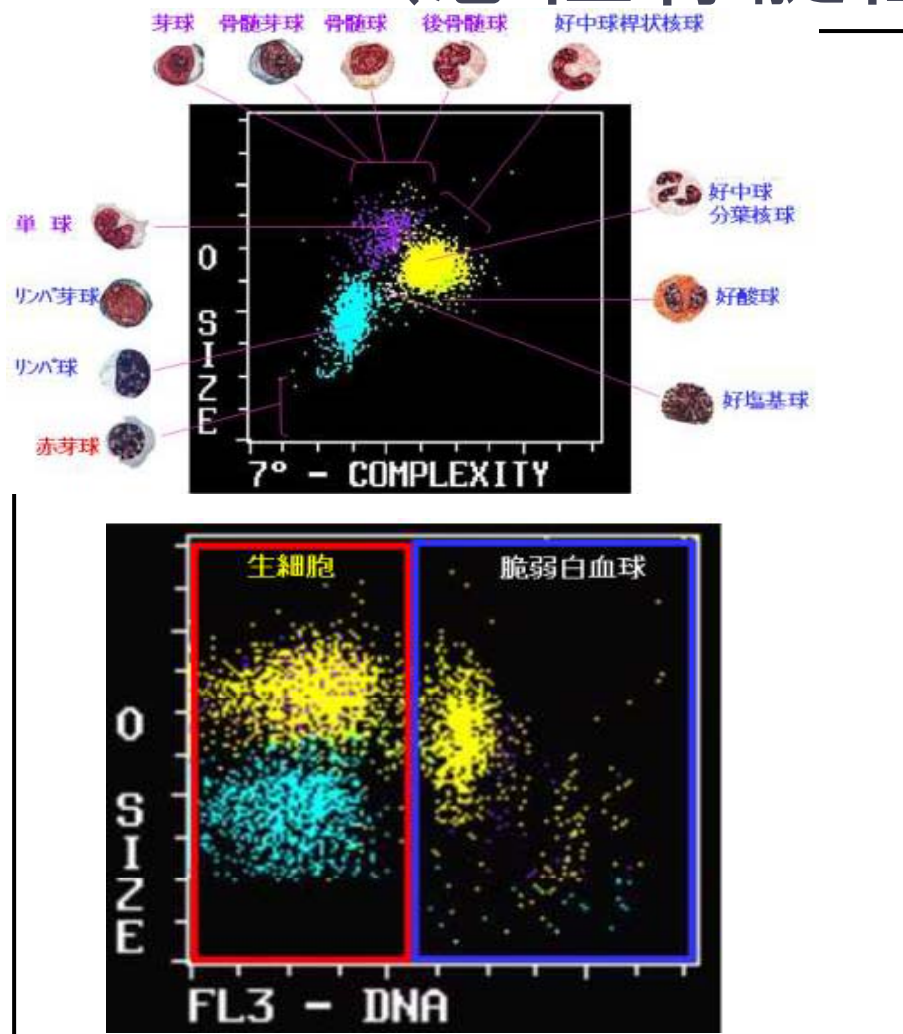 芽球 骨髄芽球 骨髄球 後骨髄球 好中球桿状核球
好中球
分葉核球
単 球
リンパ芽球
好酸球
リンパ球
好塩基球
赤芽球
0 SIZE
7° - COMPLEXITY
生細胞
脆弱白血球
0 SIZE
FL3 - DNA